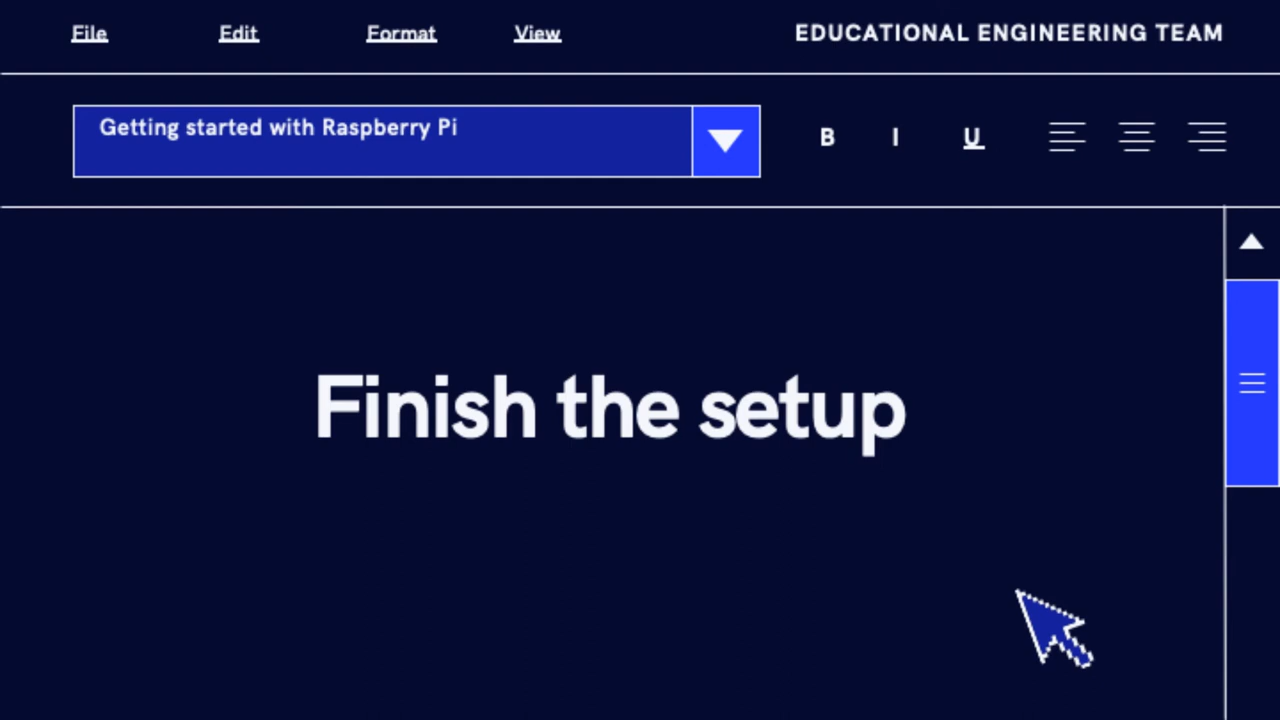 File Edit Format View EDUCATIONAL ENGINEERING TEAM
Getting started with Raspberry Pi B I U
Finish the setup